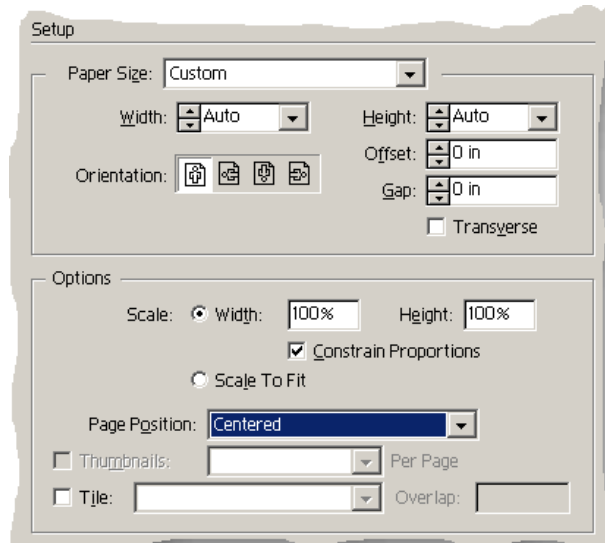 Setup
Paper Size: Custom
Width: Auto Height: Auto
Offset: 0 in
Orientation:
Gap: 0 in
Transverse
Options
Scale: Width: 100% Height: 100%
Constrain Proportions
Scale To Fit
Page Position: Centered
Thumbnails: Per Page
Tile: Overlap: